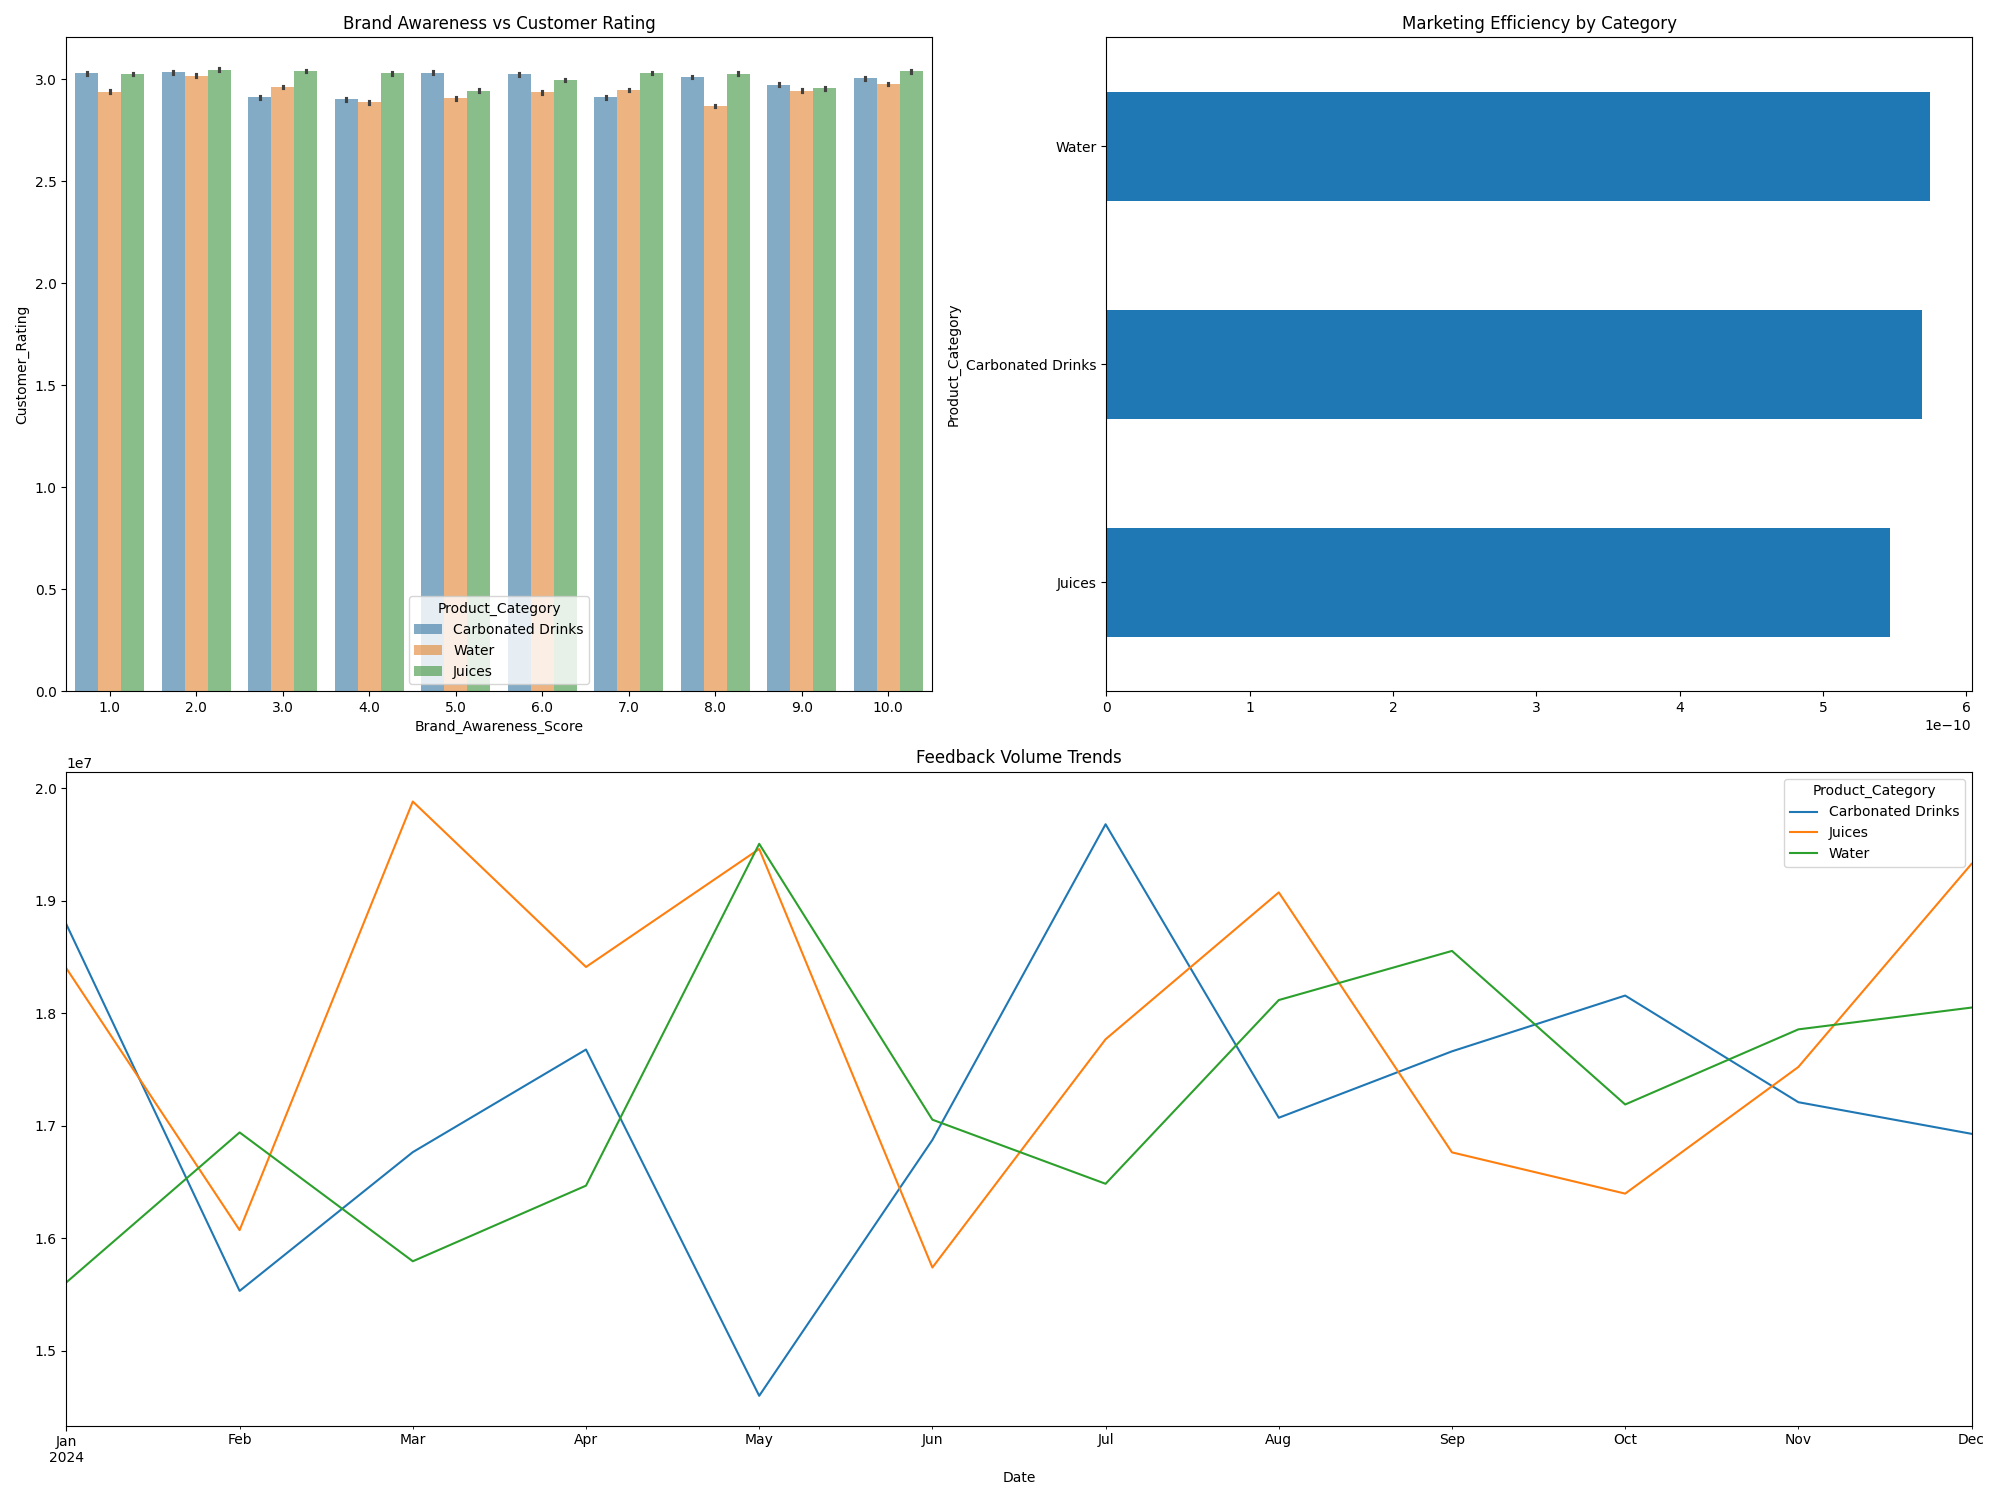 Brand Awareness vs Customer Rating
Customer_Rating
3.0
2.5
2.0
1.5
1.0
0.5
0.0
Product_Category
Carbonated Drinks
Water
Juices
1.0 2.0 3.0 4.0 5.0 6.0 7.0 8.0 9.0 10.0
Brand_Awareness_Score
Marketing Efficiency by Category
Product_Category
Water
Carbonated Drinks
Juices
0 1 2 3 4 5 6
1e−10
Feedback Volume Trends
1e7
2.0
1.9
1.8
1.7
1.6
1.5
Product_Category
Carbonated Drinks
Juices
Water
Jan Feb Mar Apr May Jun Jul Aug Sep Oct Nov Dec
2024
Date